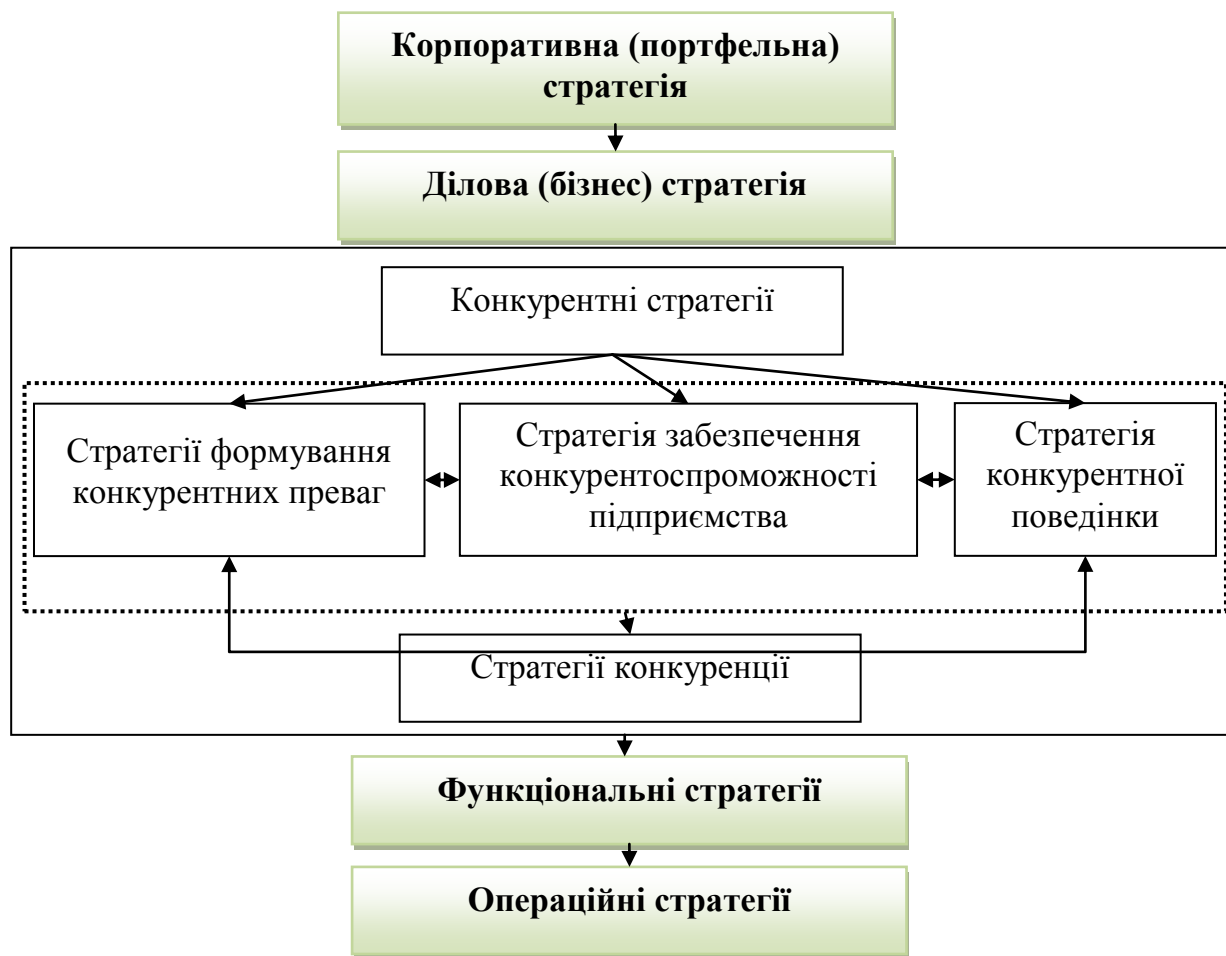 Корпоративна (портфельна)
стратегія
Ділова (бізнес) стратегія
Конкурентні стратегії
Стратегії формування
конкурентних преваг
Стратегія забезпечення
конкурентоспроможності
підприємства
Стратегія
конкурентної
поведінки
Стратегії конкуренції
Функціональні стратегії
Операційні стратегії